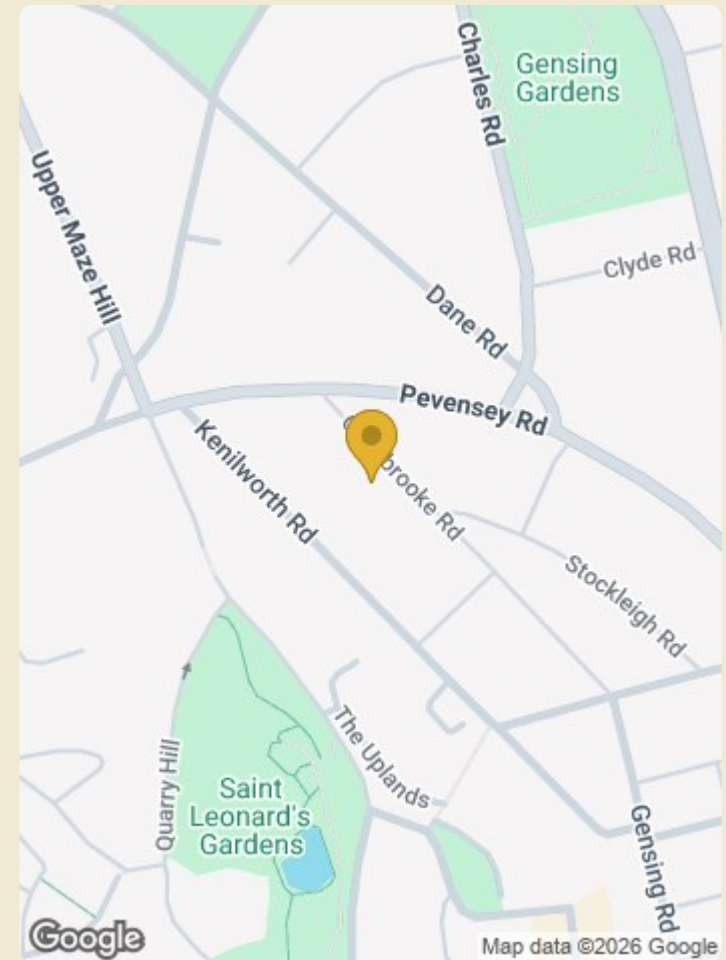 Charles Rd
Gensing
Gardens
Upper Maze Hill
Clyde Rd
Dane Rd
Pevensey Rd
brooke Rd
Kenilworth Rd
Stockleigh Rd
The Uplands
Quarry Hill
Saint
Leonard's
Gardens
Gensing Rd
Google
Map data ©2026 Google